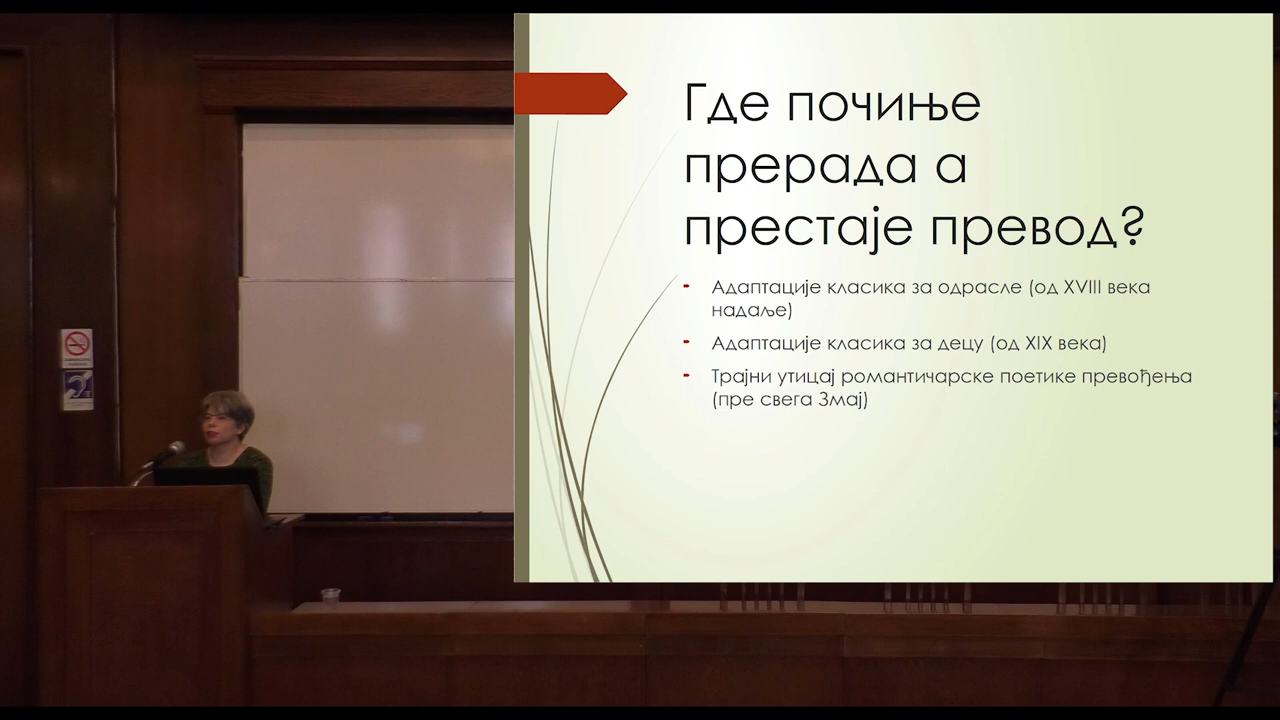 Где почиње
прерада а
престаје превод?
- Адаптације класика за одрасле (од XVIII века
надаље)
- Адаптације класика за децу (од XIX века)
- Трајни утицај романтичарске поетике превођења
(пре свега Змај)